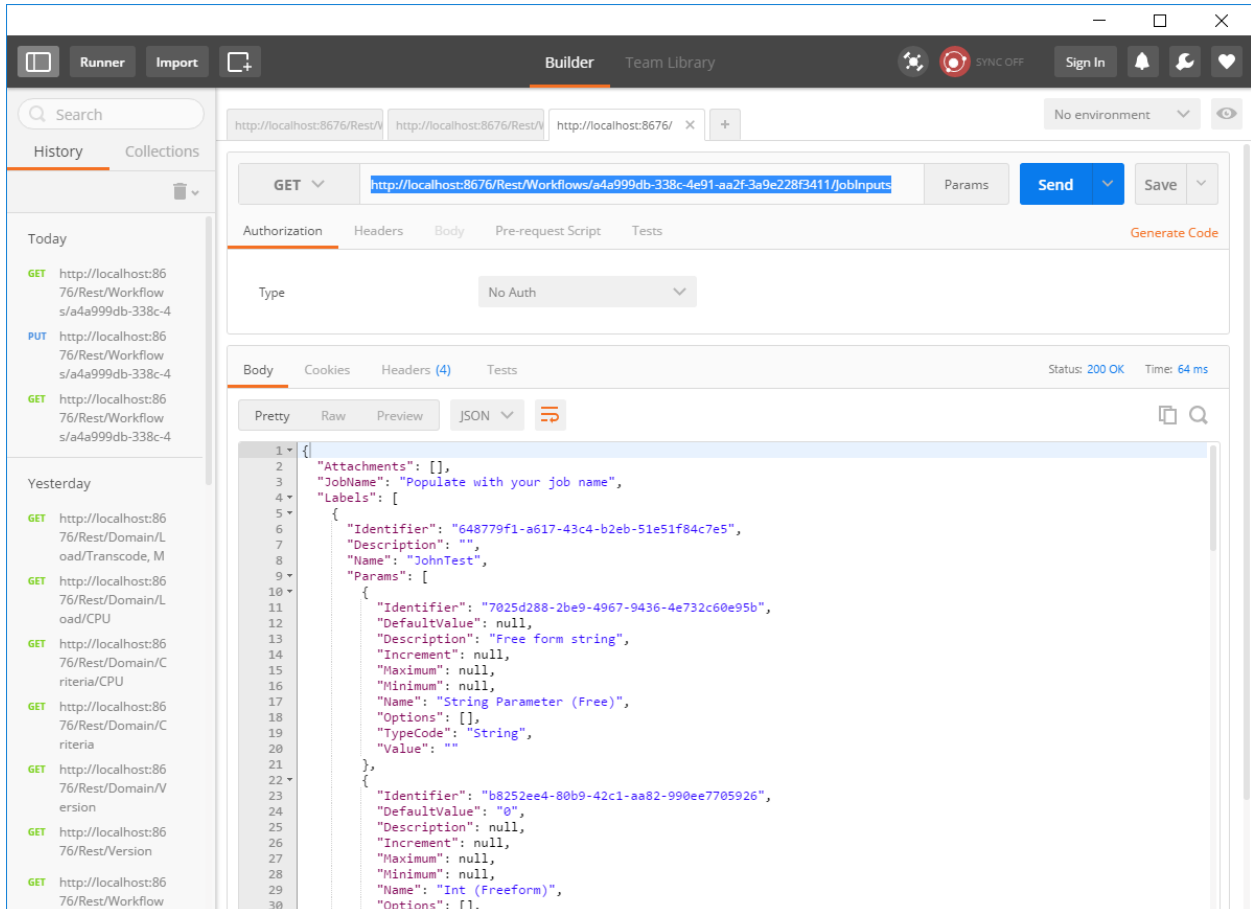 Runner Import Builder Team Library SYNC OFF Sign In
Search
History Collections
Today
GET http://localhost:86
76/Rest/Workflow
s/a4a999db-338c-4
PUT http://localhost:86
76/Rest/Workflow
s/a4a999db-338c-4
GET http://localhost:86
76/Rest/Workflow
s/a4a999db-338c-4
Yesterday
GET http://localhost:86
76/Rest/Domain/L
oad/Transcode, M
GET http://localhost:86
76/Rest/Domain/L
oad/CPU
GET http://localhost:86
76/Rest/Domain/C
riteria/CPU
GET http://localhost:86
76/Rest/Domain/C
riteria
GET http://localhost:86
76/Rest/Domain/V
ersion
GET http://localhost:86
76/Rest/Version
GET http://localhost:86
76/Rest/Workflow
http://localhost:8676/Rest/W http://localhost:8676/Rest/W http://localhost:8676/ × +
No environment
GET http://localhost:8676/Rest/Workflows/a4a999db-338c-4e91-aa2f-3a9e228f3411/JobInputs Params Send Save
Authorization Headers Body Pre-request Script Tests Generate Code
Type No Auth
Body Cookies Headers (4) Tests Status: 200 OK Time: 64 ms
Pretty Raw Preview JSON
1 {
2 "Attachments": [],
3 "JobName": "Populate with your job name",
4 "Labels": [
5 {
6 "Identifier": "648779f1-a617-43c4-b2eb-51e51f84c7e5",
7 "Description": "",
8 "Name": "JohnTest",
9 "Params": [
10 {
11 "Identifier": "7025d288-2be9-4967-9436-4e732c60e95b",
12 "DefaultValue": null,
13 "Description": "Free form string",
14 "Increment": null,
15 "Maximum": null,
16 "Minimum": null,
17 "Name": "String Parameter (Free)",
18 "Options": [],
19 "TypeCode": "String",
20 "Value": ""
21 },
22 {
23 "Identifier": "b8252ee4-80b9-42c1-aa82-990ee7705926",
24 "DefaultValue": "0",
25 "Description": null,
26 "Increment": null,
27 "Maximum": null,
28 "Minimum": null,
29 "Name": "Int (Freeform)",
30 "Options": [],